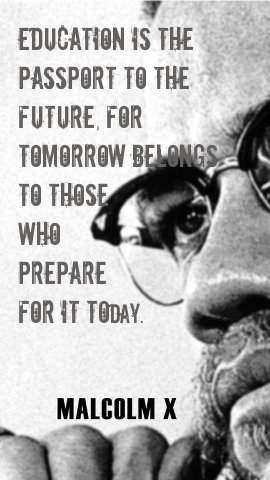 EDUCATION IS THE
PASSPORT TO THE
FUTURE, FOR
TOMORROW BELONGS
TO THOSE
WHO
PREPARE
FOR IT TODAY.
MALCOLM X